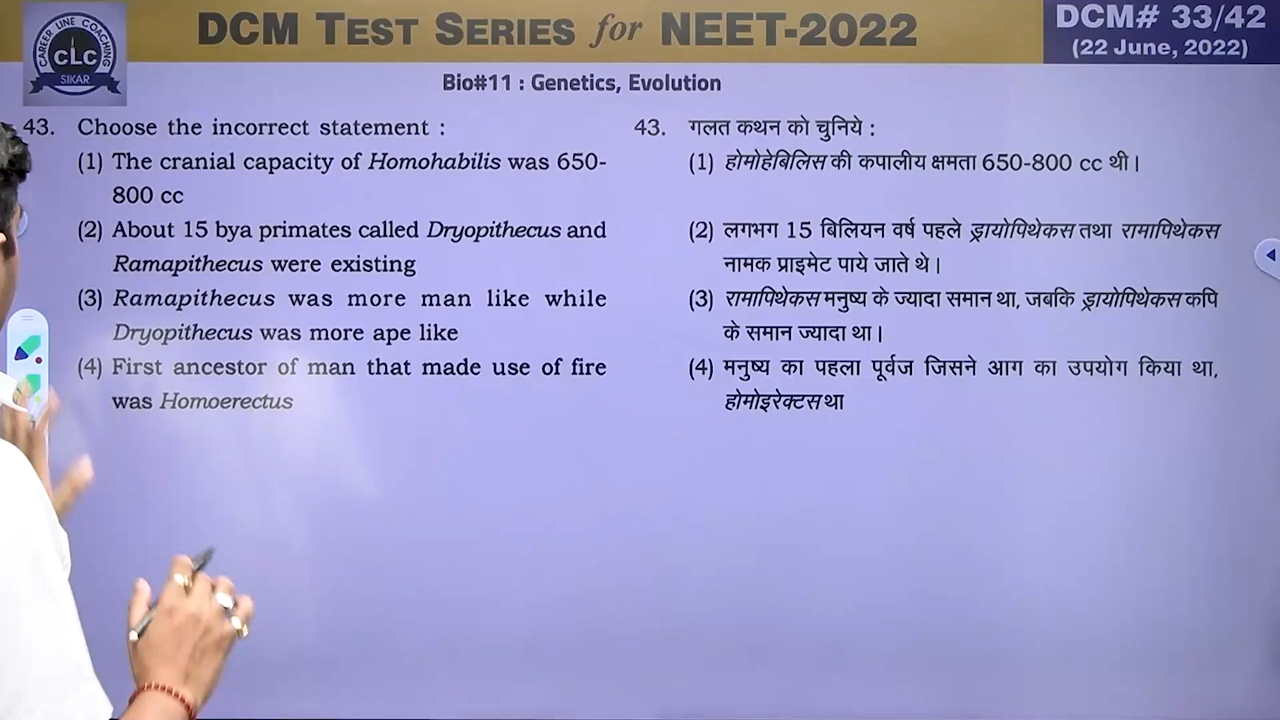 CAREER LINE COACHING
CLC
SIKAR
DCM TEST SERIES for NEET-2022
DCM# 33/42
(22 June, 2022)
Bio#11 : Genetics, Evolution
43. Choose the incorrect statement :
(1) The cranial capacity of Homohabilis was 650-
800 cc
(2) About 15 bya primates called Dryopithecus and
Ramapithecus were existing
(3) Ramapithecus was more man like while
Dryopithecus was more ape like
(4) First ancestor of man that made use of fire
was Homoerectus
43. गलत कथन को चुनिये :
(1) होमोहेबिलिस की कपालीय क्षमता 650-800 cc थी।
(2) लगभग 15 बिलियन वर्ष पहले ड्रायोपिथेकस तथा रामापिथेकस
नामक प्राइमेट पाये जाते थे।
(3) रामापिथेकस मनुष्य के ज्यादा समान था, जबकि ड्रायोपिथेकस कपि
के समान ज्यादा था।
(4) मनुष्य का पहला पूर्वज जिसने आग का उपयोग किया था,
होमोइरेक्टस था